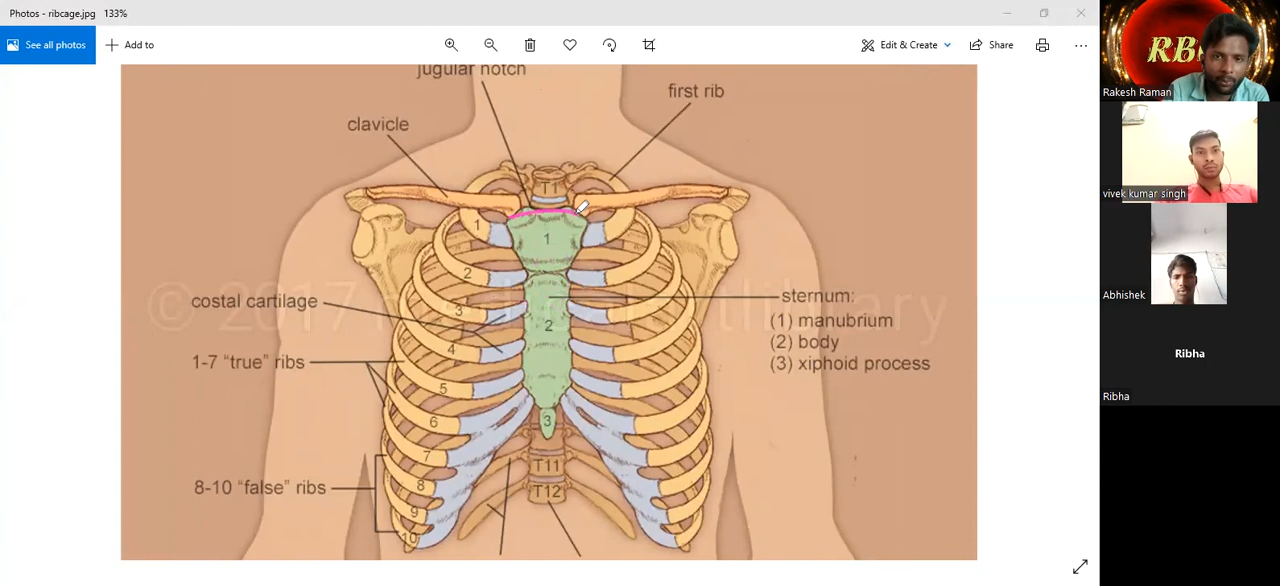 Photos - ribcage.jpg 133%
See all photos
Add to
Edit & Create
Share
jugular notch
first rib
clavicle
T1
1
1
2
costal cartilage
3
2
sternum:
(1) manubrium
(2) body
(3) xiphoid process
4
1-7 “true” ribs
5
6
3
7
T11
8-10 “false” ribs
8
T12
9
10
© 2017
library
RB
Rakesh Raman
vivek kumar singh
Abhishek
Ribha
Ribha